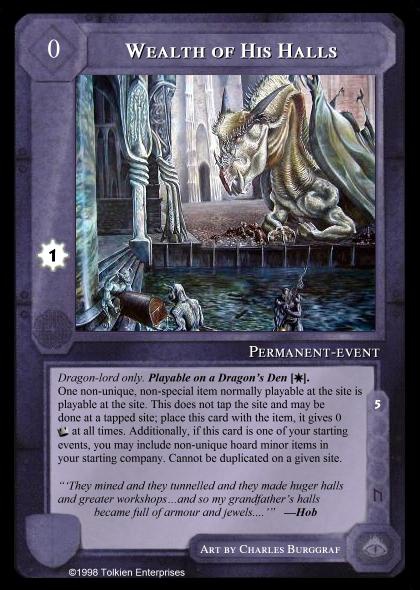 0
WEALTH OF HIS HALLS
1
PERMANENT-EVENT
Dragon-lord only. Playable on a Dragon's Den [☀].
One non-unique, non-special item normally playable at the site is
playable at the site. This does not tap the site and may be
done at a tapped site; place this card with the item, it gives 0
at all times. Additionally, if this card is one of your starting
events, you may include non-unique hoard minor items in
your starting company. Cannot be duplicated on a given site.
5
“‘They mined and they tunnelled and they made huger halls
and greater workshops…and so my grandfather's halls
became full of armour and jewels....’” —Hob
ART BY CHARLES BURGGRAF
©1998 Tolkien Enterprises